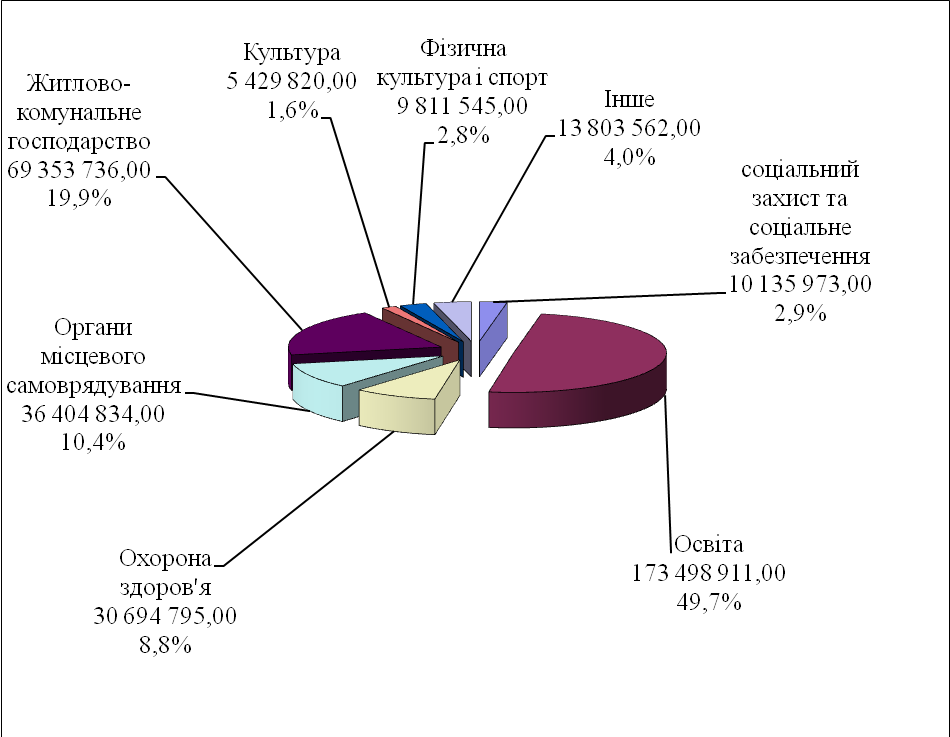 Культура
5 429 820,00
1,6%
Фізична
культура і спорт
9 811 545,00
2,8%
Інше
13 803 562,00
4,0%
соціальний
захист та
соціальне
забезпечення
10 135 973,00
2,9%
Житлово-
комунальне
господарство
69 353 736,00
19,9%
Органи
місцевого
самоврядування
36 404 834,00
10,4%
Охорона
здоров'я
30 694 795,00
8,8%
Освіта
173 498 911,00
49,7%